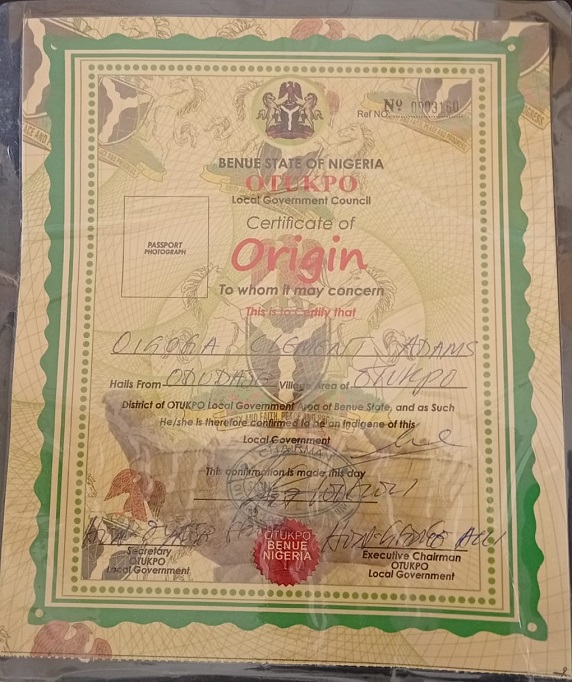 Nº 0003160
Ref NO:
BENUE STATE OF NIGERIA
OTUKPO
Local Government Council
Certificate of
Origin
To whom it may concern
This is to Certify that
PASSPORT
PHOTOGRAPH
OIGOGA CLEMENT ADAMS
Hails From Village Area of OTUKPO
District of OTUKPO Local Government Area of Benue State, and as Such
He/she is therefore confirmed to be an Indigene of this
Local Government
CHAIRMAN
This confirmation is made this day
Secretary
OTUKPO
Local Government
OTUKPO
BENUE
NIGERIA
Executive Chairman
OTUKPO
Local Government